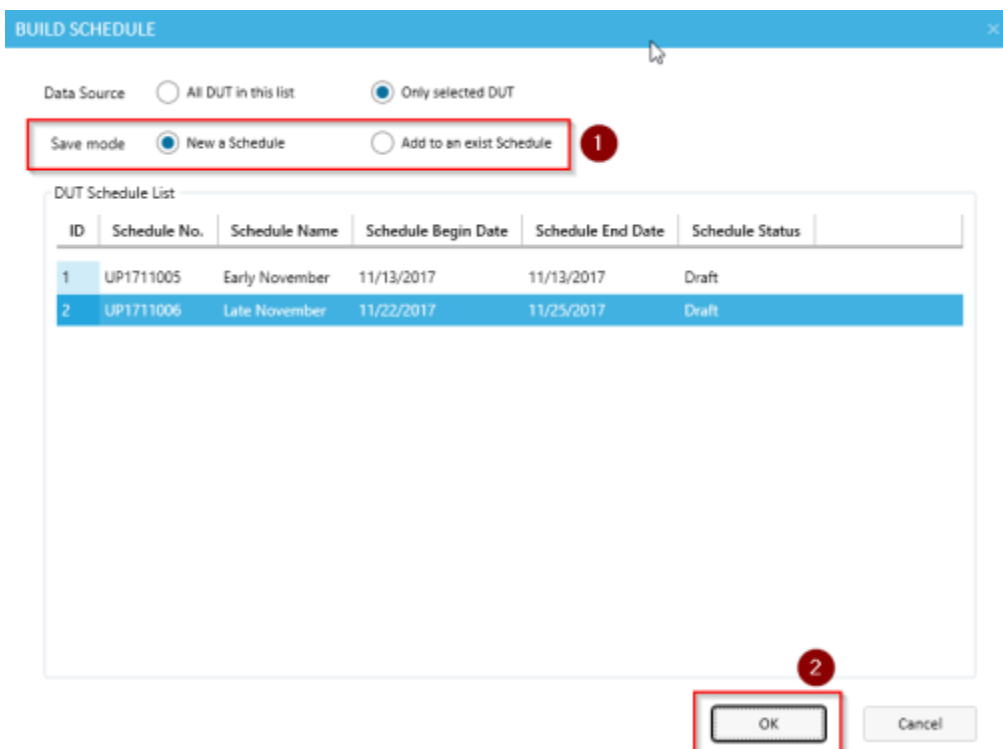 BUILD SCHEDULE ×
Data Source All DUT in this list Only selected DUT
Save mode New a Schedule Add to an exist Schedule 1
DUT Schedule List
ID Schedule No. Schedule Name Schedule Begin Date Schedule End Date Schedule Status
1 UP1711005 Early November 11/13/2017 11/13/2017 Draft
2 UP1711006 Late November 11/22/2017 11/25/2017 Draft
2
OK Cancel